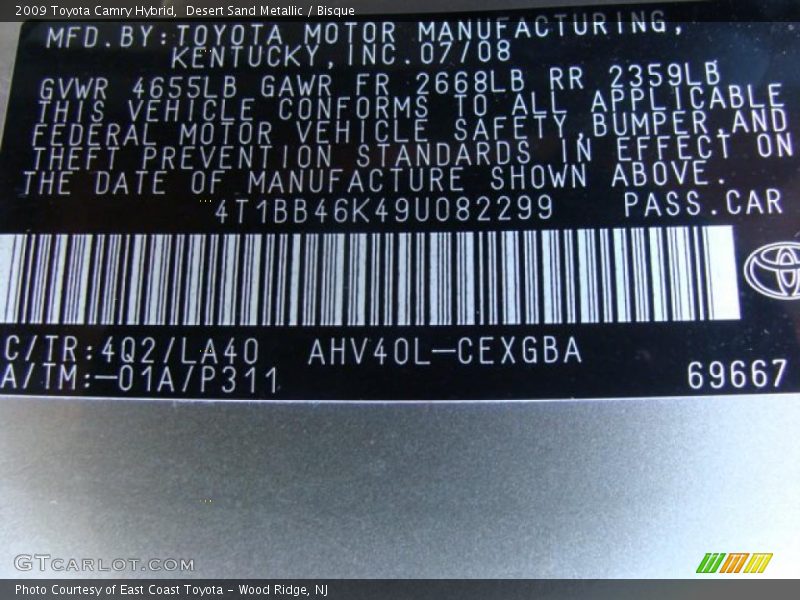 2009 Toyota Camry Hybrid,  Desert Sand Metallic / Bisque
MFD.BY:TOYOTA MOTOR MANUFACTURING,
KENTUCKY,INC.07/08
GVWR 4655LB GAWR FR 2668LB RR 2359LB
THIS VEHICLE CONFORMS TO ALL APPLICABLE
FEDERAL MOTOR VEHICLE SAFETY,BUMPER,AND
THEFT PREVENTION STANDARDS IN EFFECT ON
THE DATE OF MANUFACTURE SHOWN ABOVE.
4T1BB46K49U082299 PASS.CAR
C/TR:4Q2/LA40 AHV40L-CEXGBA
A/TM:-01A/P311 69667
GTCARLOT.COM
Photo Courtesy of East Coast Toyota - Wood Ridge, NJ